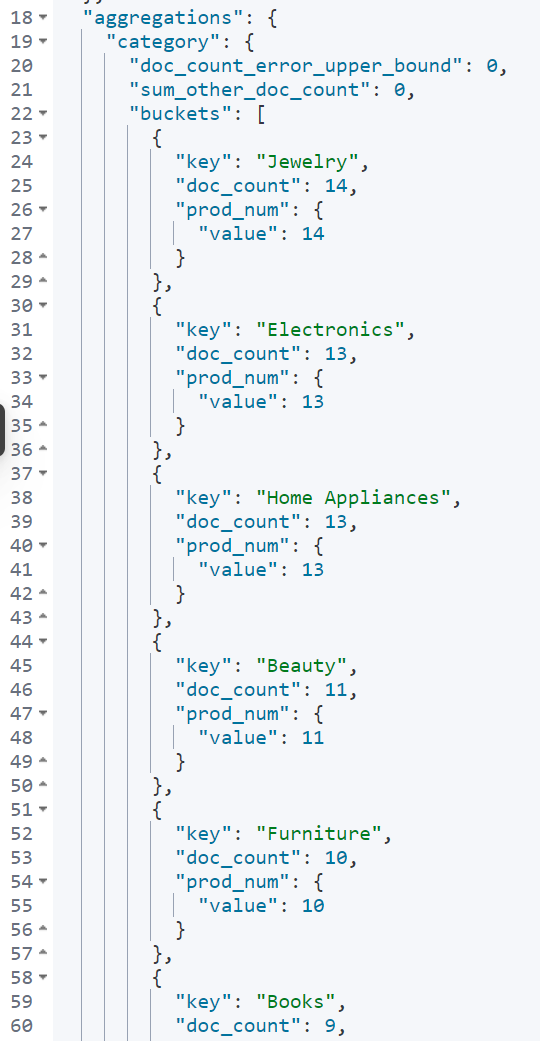 18 "aggregations": {
19 "category": {
20 "doc_count_error_upper_bound": 0,
21 "sum_other_doc_count": 0,
22 "buckets": [
23 {
24 "key": "Jewelry",
25 "doc_count": 14,
26 "prod_num": {
27 "value": 14
28 }
29 },
30 {
31 "key": "Electronics",
32 "doc_count": 13,
33 "prod_num": {
34 "value": 13
35 }
36 },
37 {
38 "key": "Home Appliances",
39 "doc_count": 13,
40 "prod_num": {
41 "value": 13
42 }
43 },
44 {
45 "key": "Beauty",
46 "doc_count": 11,
47 "prod_num": {
48 "value": 11
49 }
50 },
51 {
52 "key": "Furniture",
53 "doc_count": 10,
54 "prod_num": {
55 "value": 10
56 }
57 },
58 {
59 "key": "Books",
60 "doc_count": 9,